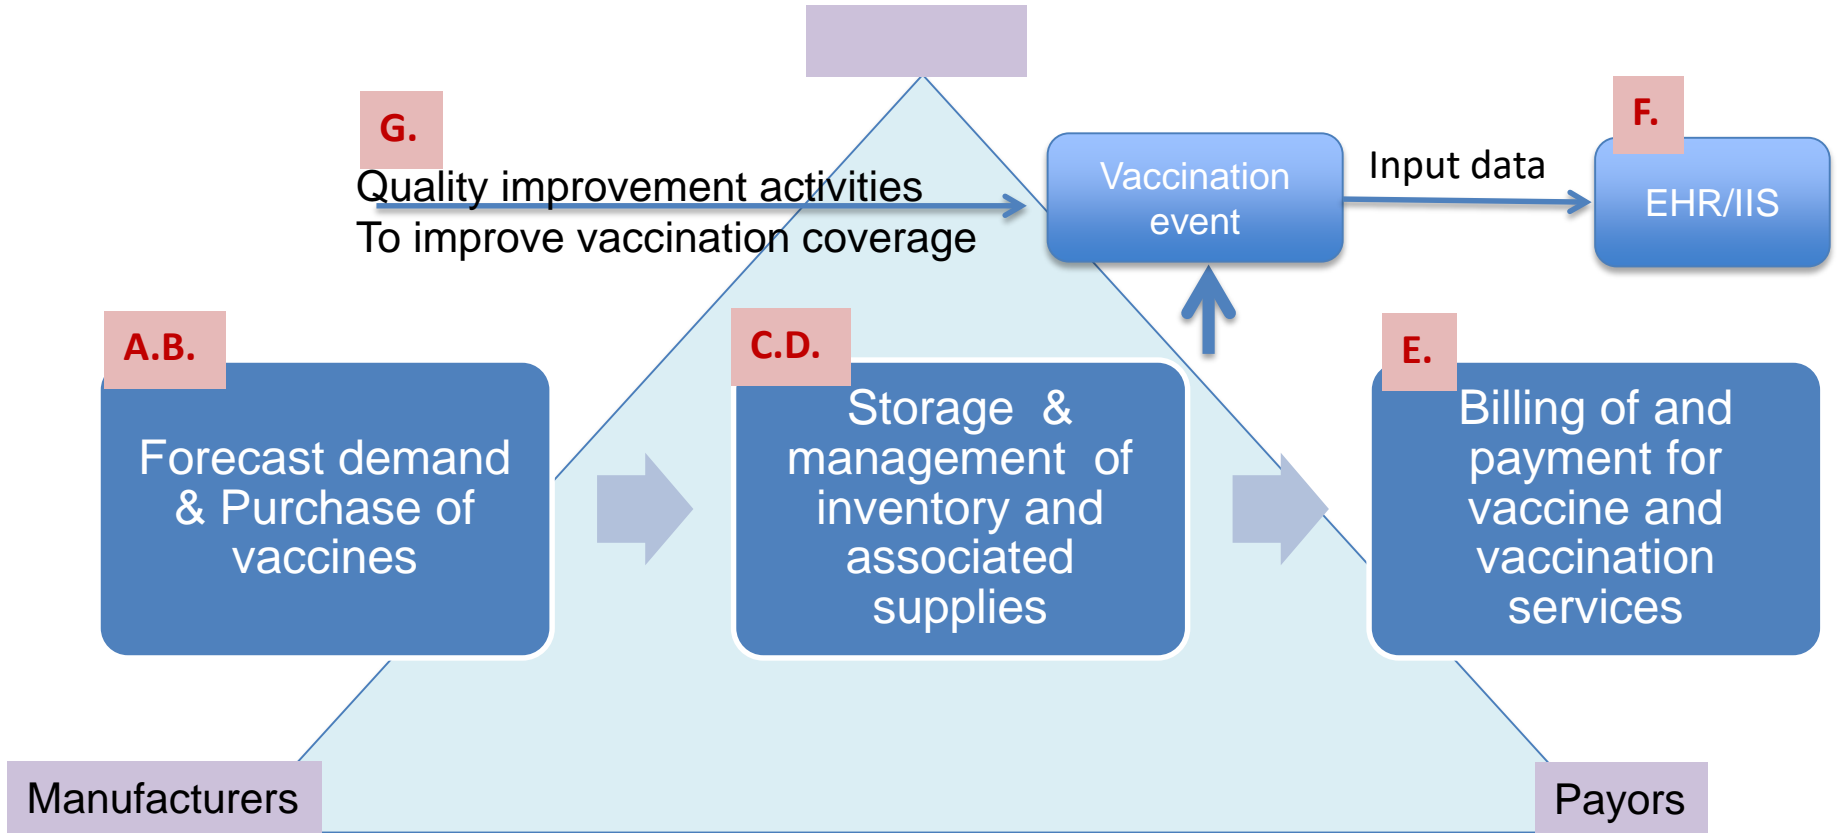 G.
Quality improvement activities
To improve vaccination coverage
Vaccination
event
Input data
F.
EHR/IIS
A.B.
Forecast demand
& Purchase of
vaccines
C.D.
Storage & 
management of
inventory and
associated
supplies
E.
Billing of and
payment for
vaccine and
vaccination
services
Manufacturers
Payors